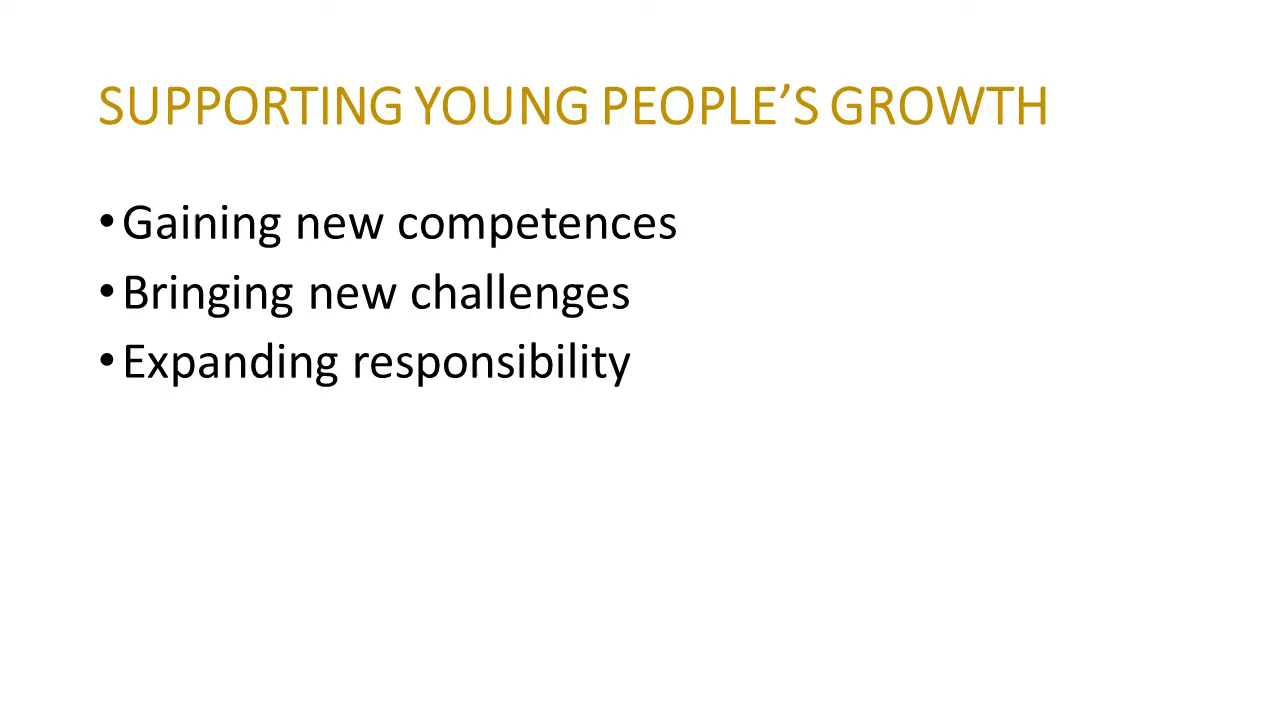 SUPPORTING YOUNG PEOPLE’S GROWTH
•Gaining new competences
•Bringing new challenges
•Expanding responsibility